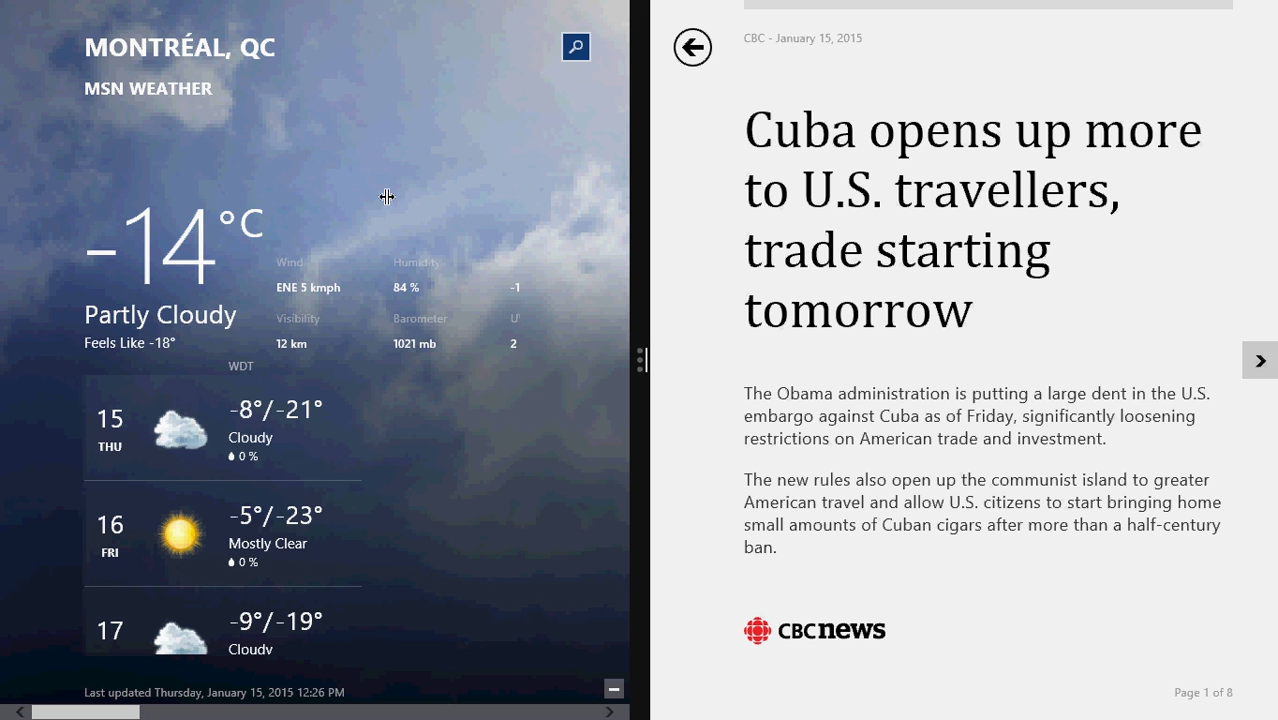 MONTRÉAL, QC
MSN WEATHER
-14°C
Partly Cloudy
Feels Like -18°
Wind
ENE 5 kmph
Humidity
84 %
-1
Visibility
12 km
Barometer
1021 mb
U
2
WDT
15
THU
-8°/-21°
Cloudy
0 %
16
FRI
-5°/-23°
Mostly Clear
0 %
17
-9°/-19°
Cloudy
Last updated Thursday, January 15, 2015 12:26 PM
CBC - January 15, 2015
Cuba opens up more
to U.S. travellers,
trade starting
tomorrow
The Obama administration is putting a large dent in the U.S.
embargo against Cuba as of Friday, significantly loosening
restrictions on American trade and investment.
The new rules also open up the communist island to greater
American travel and allow U.S. citizens to start bringing home
small amounts of Cuban cigars after more than a half-century
ban.
CBCnews
Page 1 of 8